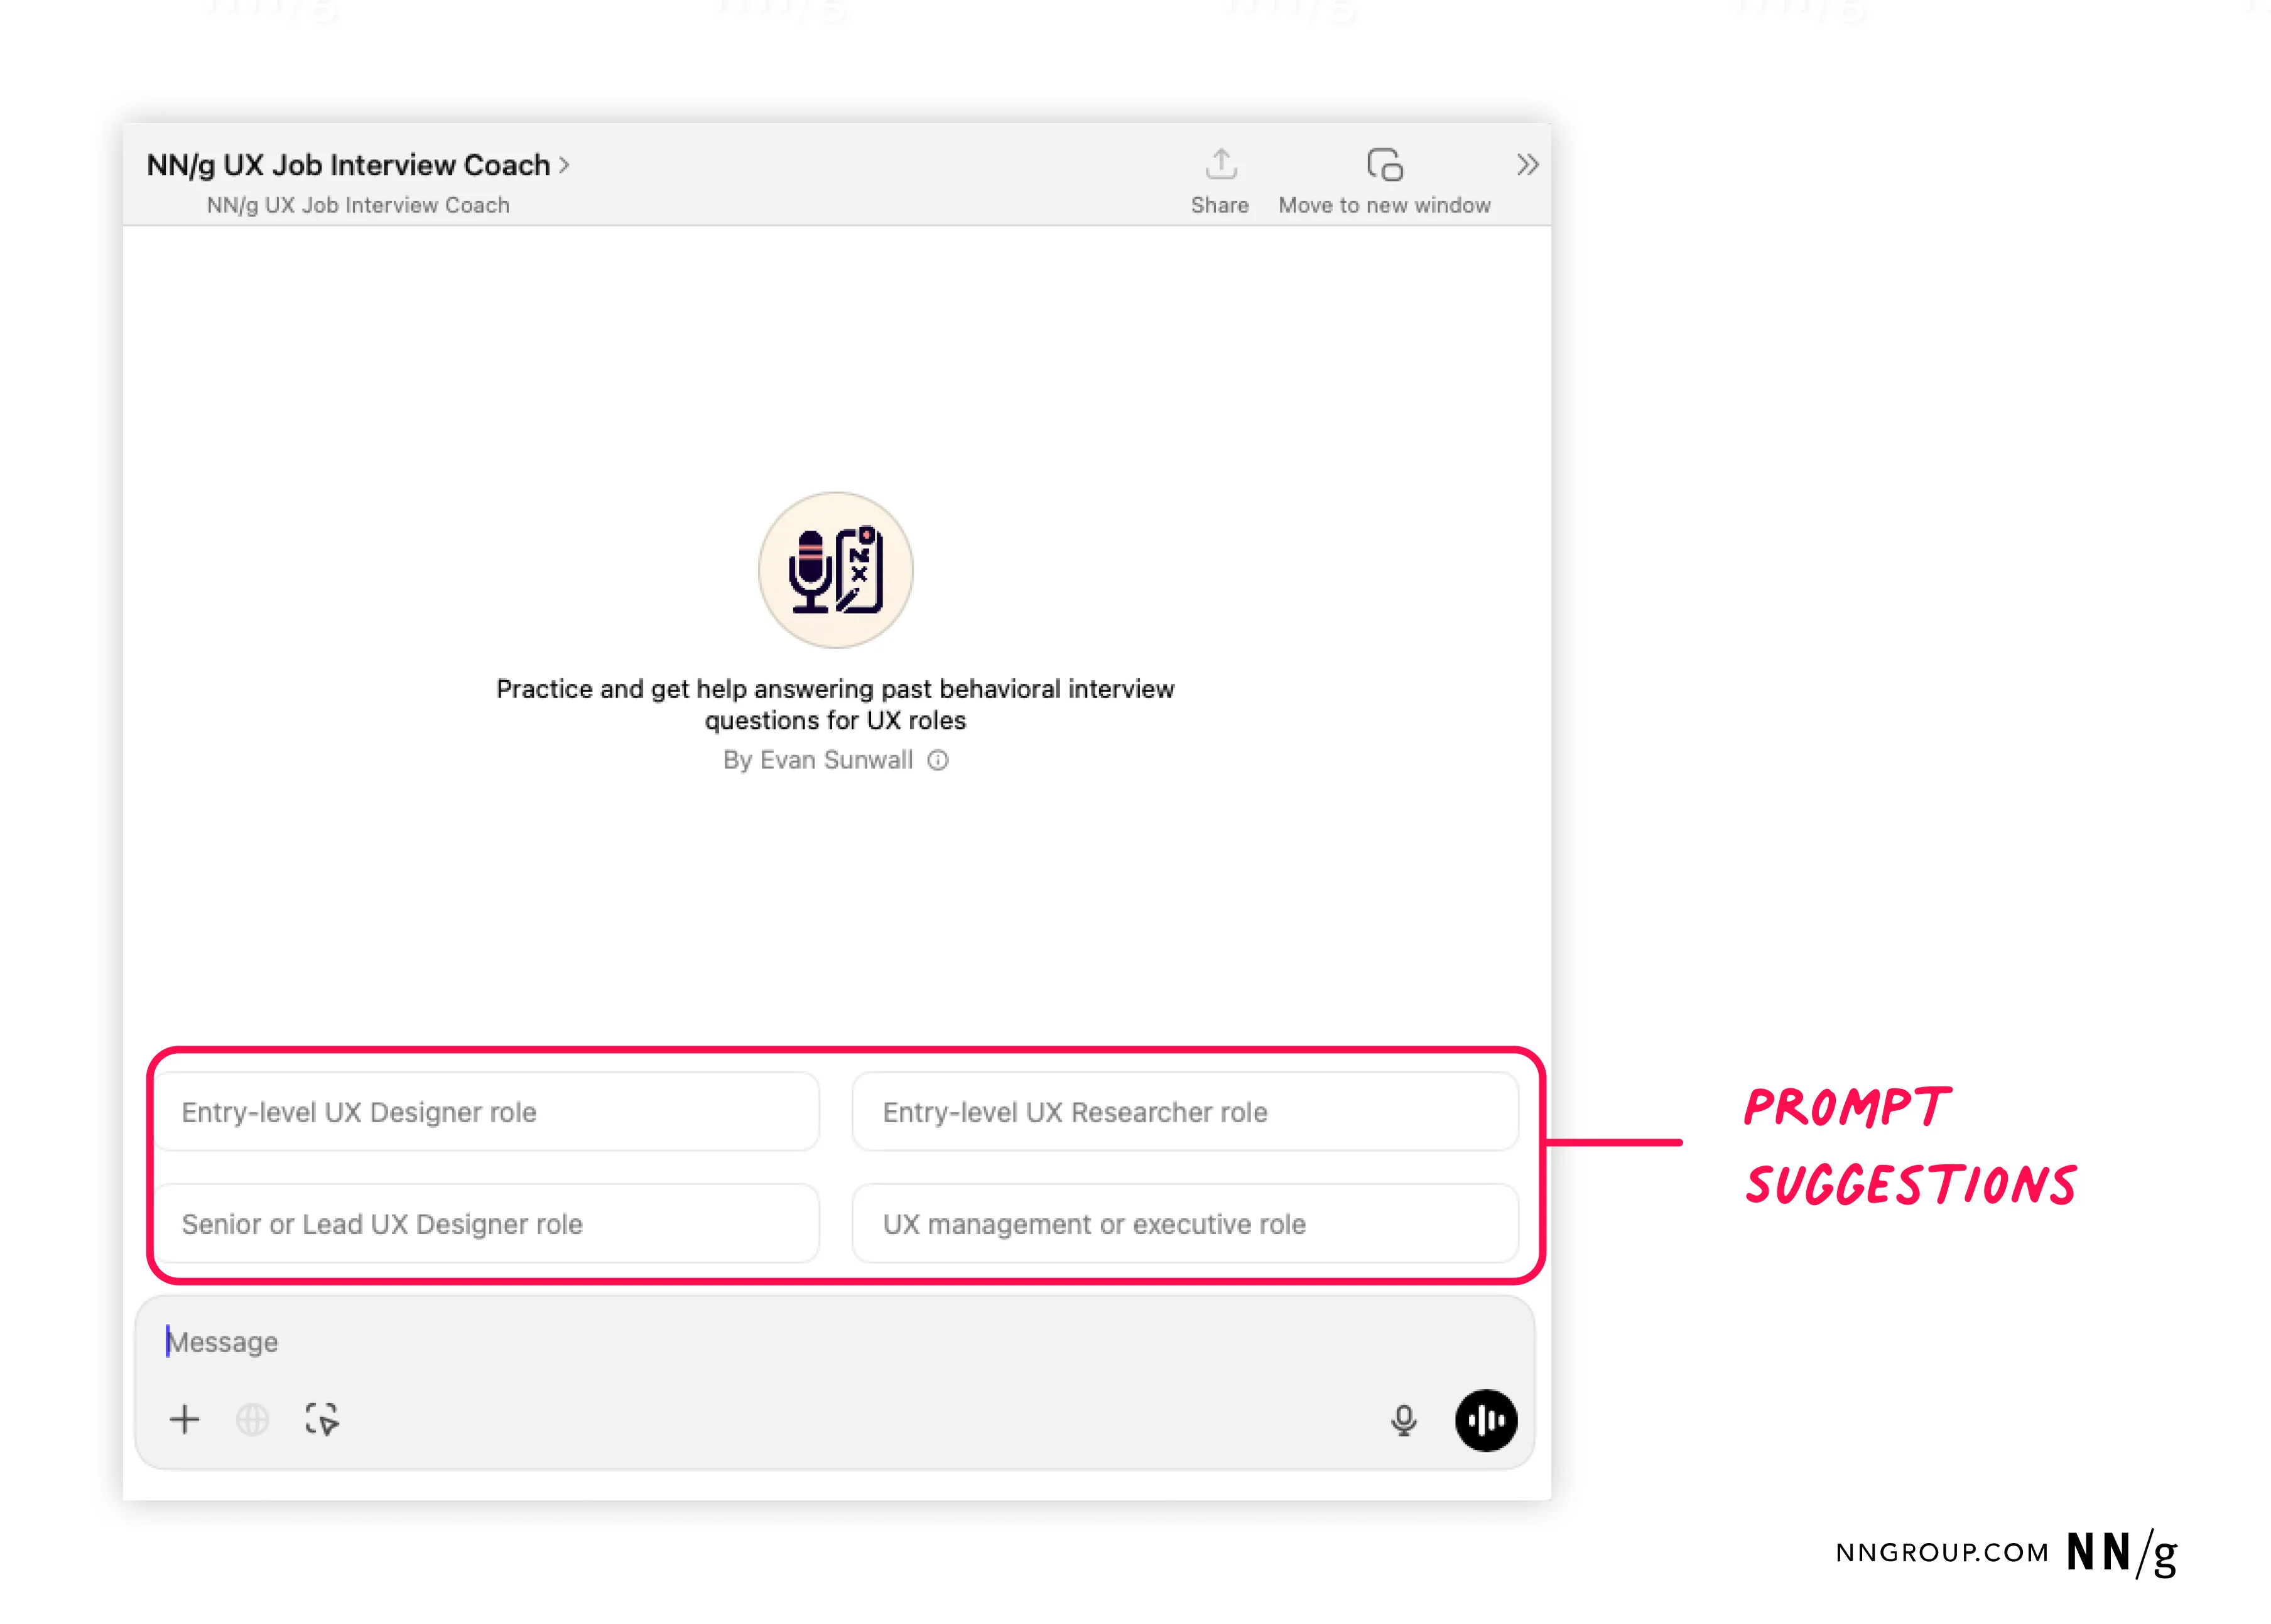 NN/g UX Job Interview Coach
NN/g UX Job Interview Coach
Share
Move to new window
Practice and get help answering past behavioral interview
questions for UX roles
By Evan Sunwall
Entry-level UX Designer role
Entry-level UX Researcher role
Senior or Lead UX Designer role
UX management or executive role
PROMPT
SUGGESTIONS
Message
NNGROUP.COM NN/g